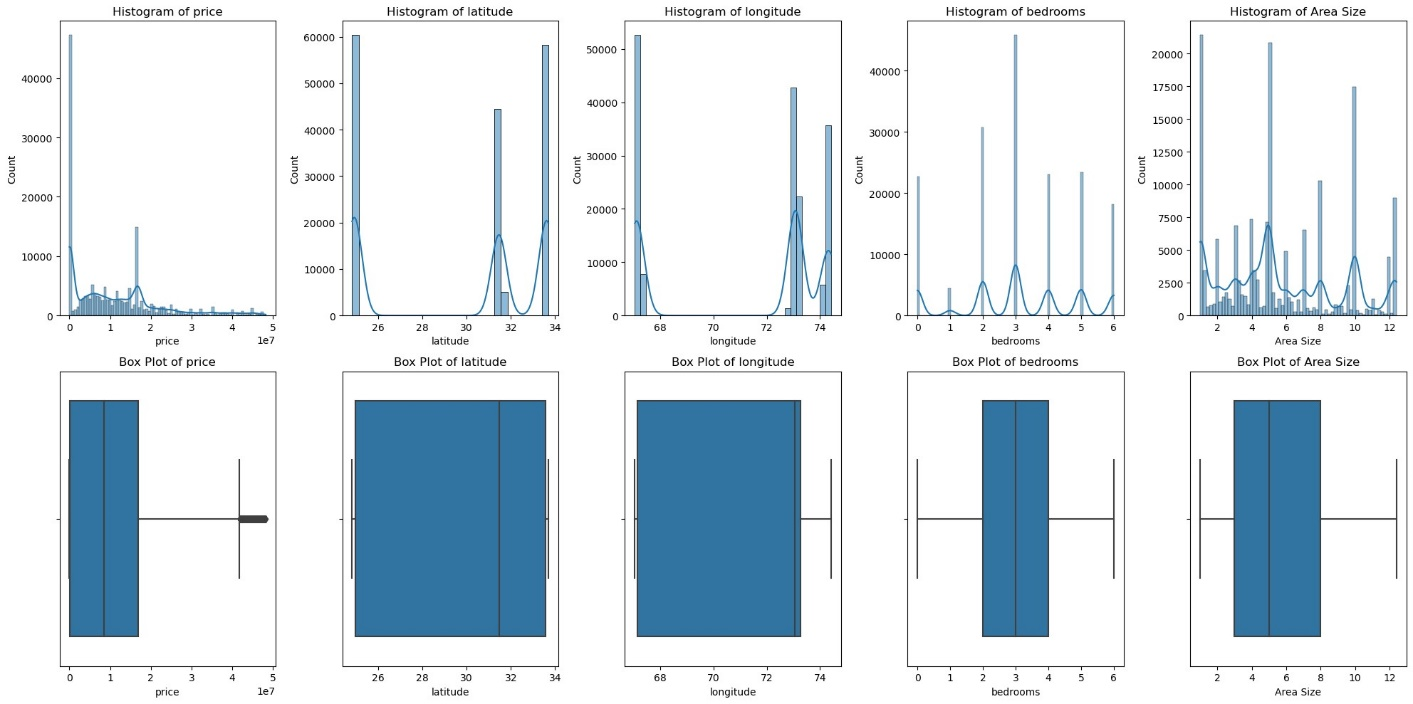 Histogram of price
Histogram of latitude
Histogram of longitude
Histogram of bedrooms
Histogram of Area Size
Count
40000
30000
20000
10000
0
0 1 2 3 4 5
1e7
price
Count
60000
50000
40000
30000
20000
10000
0
26 28 30 32 34
latitude
Count
50000
40000
30000
20000
10000
0
68 70 72 74
longitude
Count
40000
30000
20000
10000
0
0 1 2 3 4 5 6
bedrooms
Count
20000
17500
15000
12500
10000
7500
5000
2500
0
2 4 6 8 10 12
Area Size
Box Plot of price
Box Plot of latitude
Box Plot of longitude
Box Plot of bedrooms
Box Plot of Area Size
0 1 2 3 4 5
1e7
price
26 28 30 32 34
latitude
68 70 72 74
longitude
0 1 2 3 4 5 6
bedrooms
2 4 6 8 10 12
Area Size